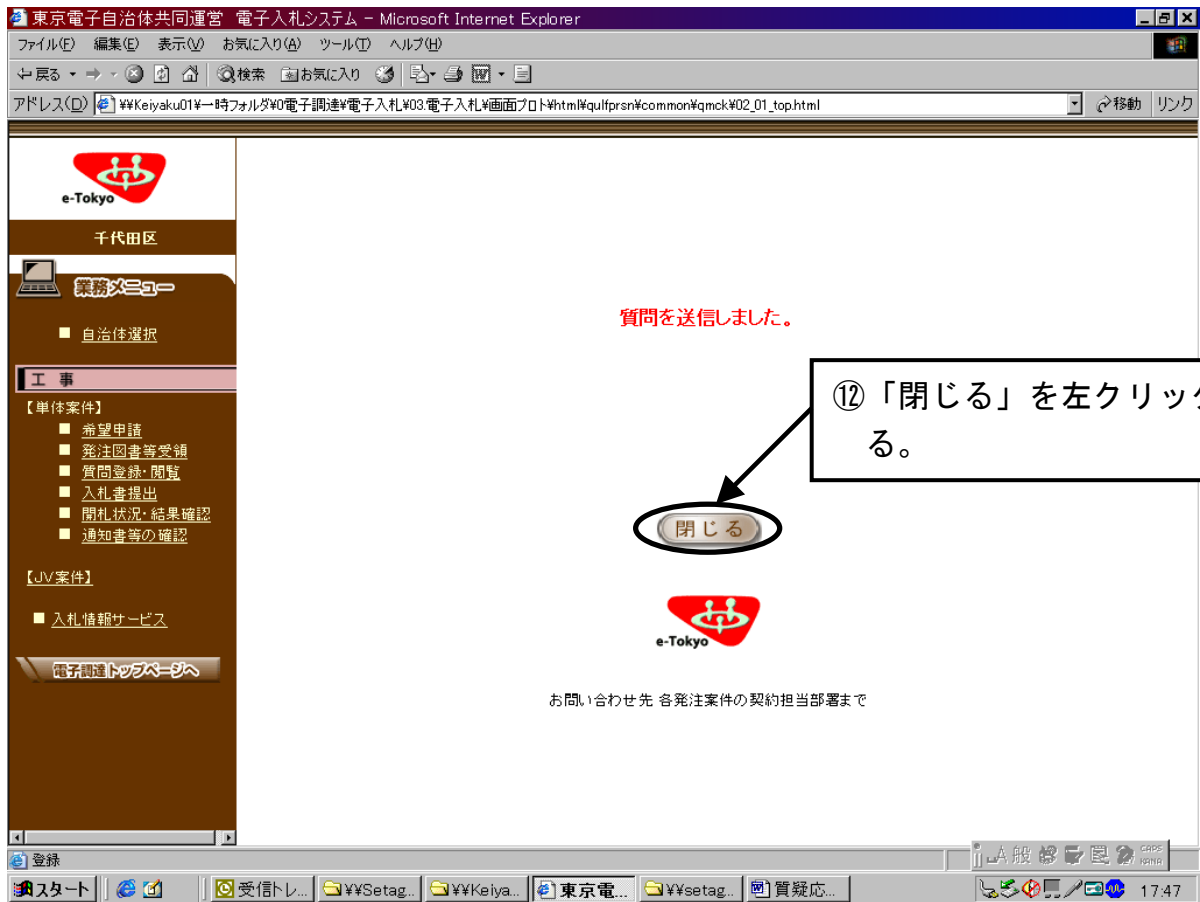 東京電子自治体共同運営 電子入札システム - Microsoft Internet Explorer
ファイル(F) 編集(E) 表示(V) お気に入り(A) ツール(T) ヘルプ(H)
戻る 検索 お気に入り
アドレス(D) ¥¥Keiyaku01¥一時フォルダ¥0電子調達¥電子入札¥03.電子入札¥画面プロト¥html¥qulfprsn¥common¥qmck¥02_01_top.html 移動 リンク
e-Tokyo
千代田区
業務メニュー
■ 自治体選択
工 事
【単体案件】
■ 希望申請
■ 発注図書等受領
■ 質問登録・閲覧
■ 入札書提出
■ 開札状況・結果確認
■ 通知書等の確認
【JV案件】
■ 入札情報サービス
電子調達トップページへ
質問を送信しました。
⑫「閉じる」を左クリック
る。
閉じる
e-Tokyo
お問い合わせ先 各発注案件の契約担当部署まで
登録
A 般 CAPS
KANA
スタート 受信トレ... ¥¥Setag... ¥¥Keiya... 東京電... ¥¥setag... 質疑応... 17:47